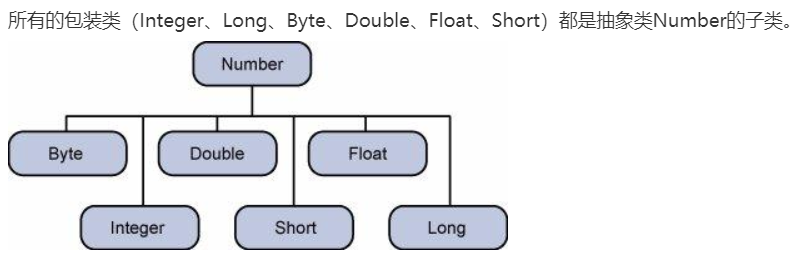 所有的包装类（Integer、Long、Byte、Double、Float、Short）都是抽象类Number的子类。
Number
Byte
Double
Float
Integer
Short
Long